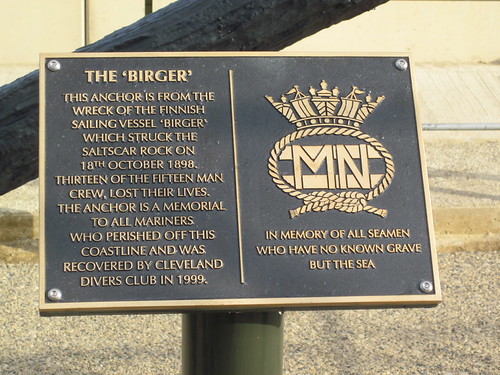 THE 'BIRGER'
THIS ANCHOR IS FROM THE
WRECK OF THE FINNISH
SAILING VESSEL 'BIRGER'
WHICH STRUCK THE
SALTSCAR ROCK ON
18TH OCTOBER 1898.
THIRTEEN OF THE FIFTEEN MAN
CREW, LOST THEIR LIVES.
THE ANCHOR IS A MEMORIAL
TO ALL MARINERS
WHO PERISHED OFF THIS
COASTLINE AND WAS
RECOVERED BY CLEVELAND
DIVERS CLUB IN 1999.
MN
IN MEMORY OF ALL SEAMEN
WHO HAVE NO KNOWN GRAVE
BUT THE SEA